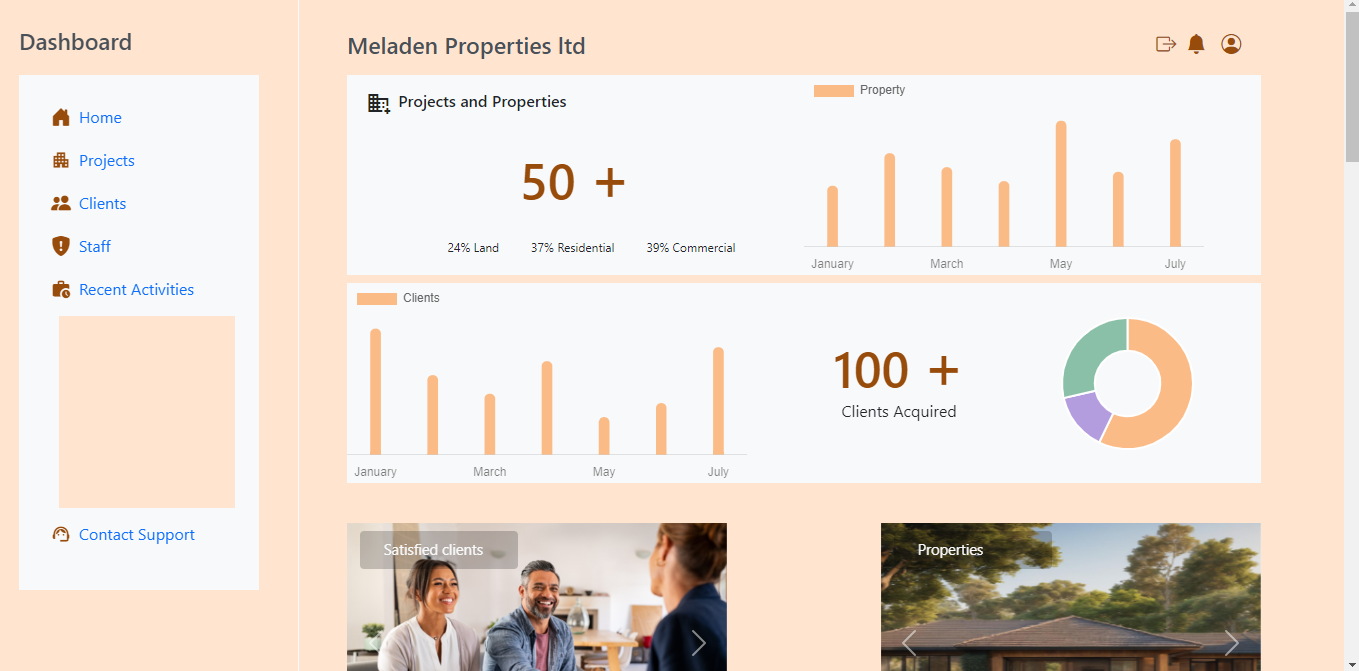 Dashboard
Home
Projects
Clients
Staff
Recent Activities
Contact Support
Meladen Properties ltd
Projects and Properties
50 +
24% Land 37% Residential 39% Commercial
Property
January March May July
Clients
January March May July
100 +
Clients Acquired
Satisfied clients
Properties